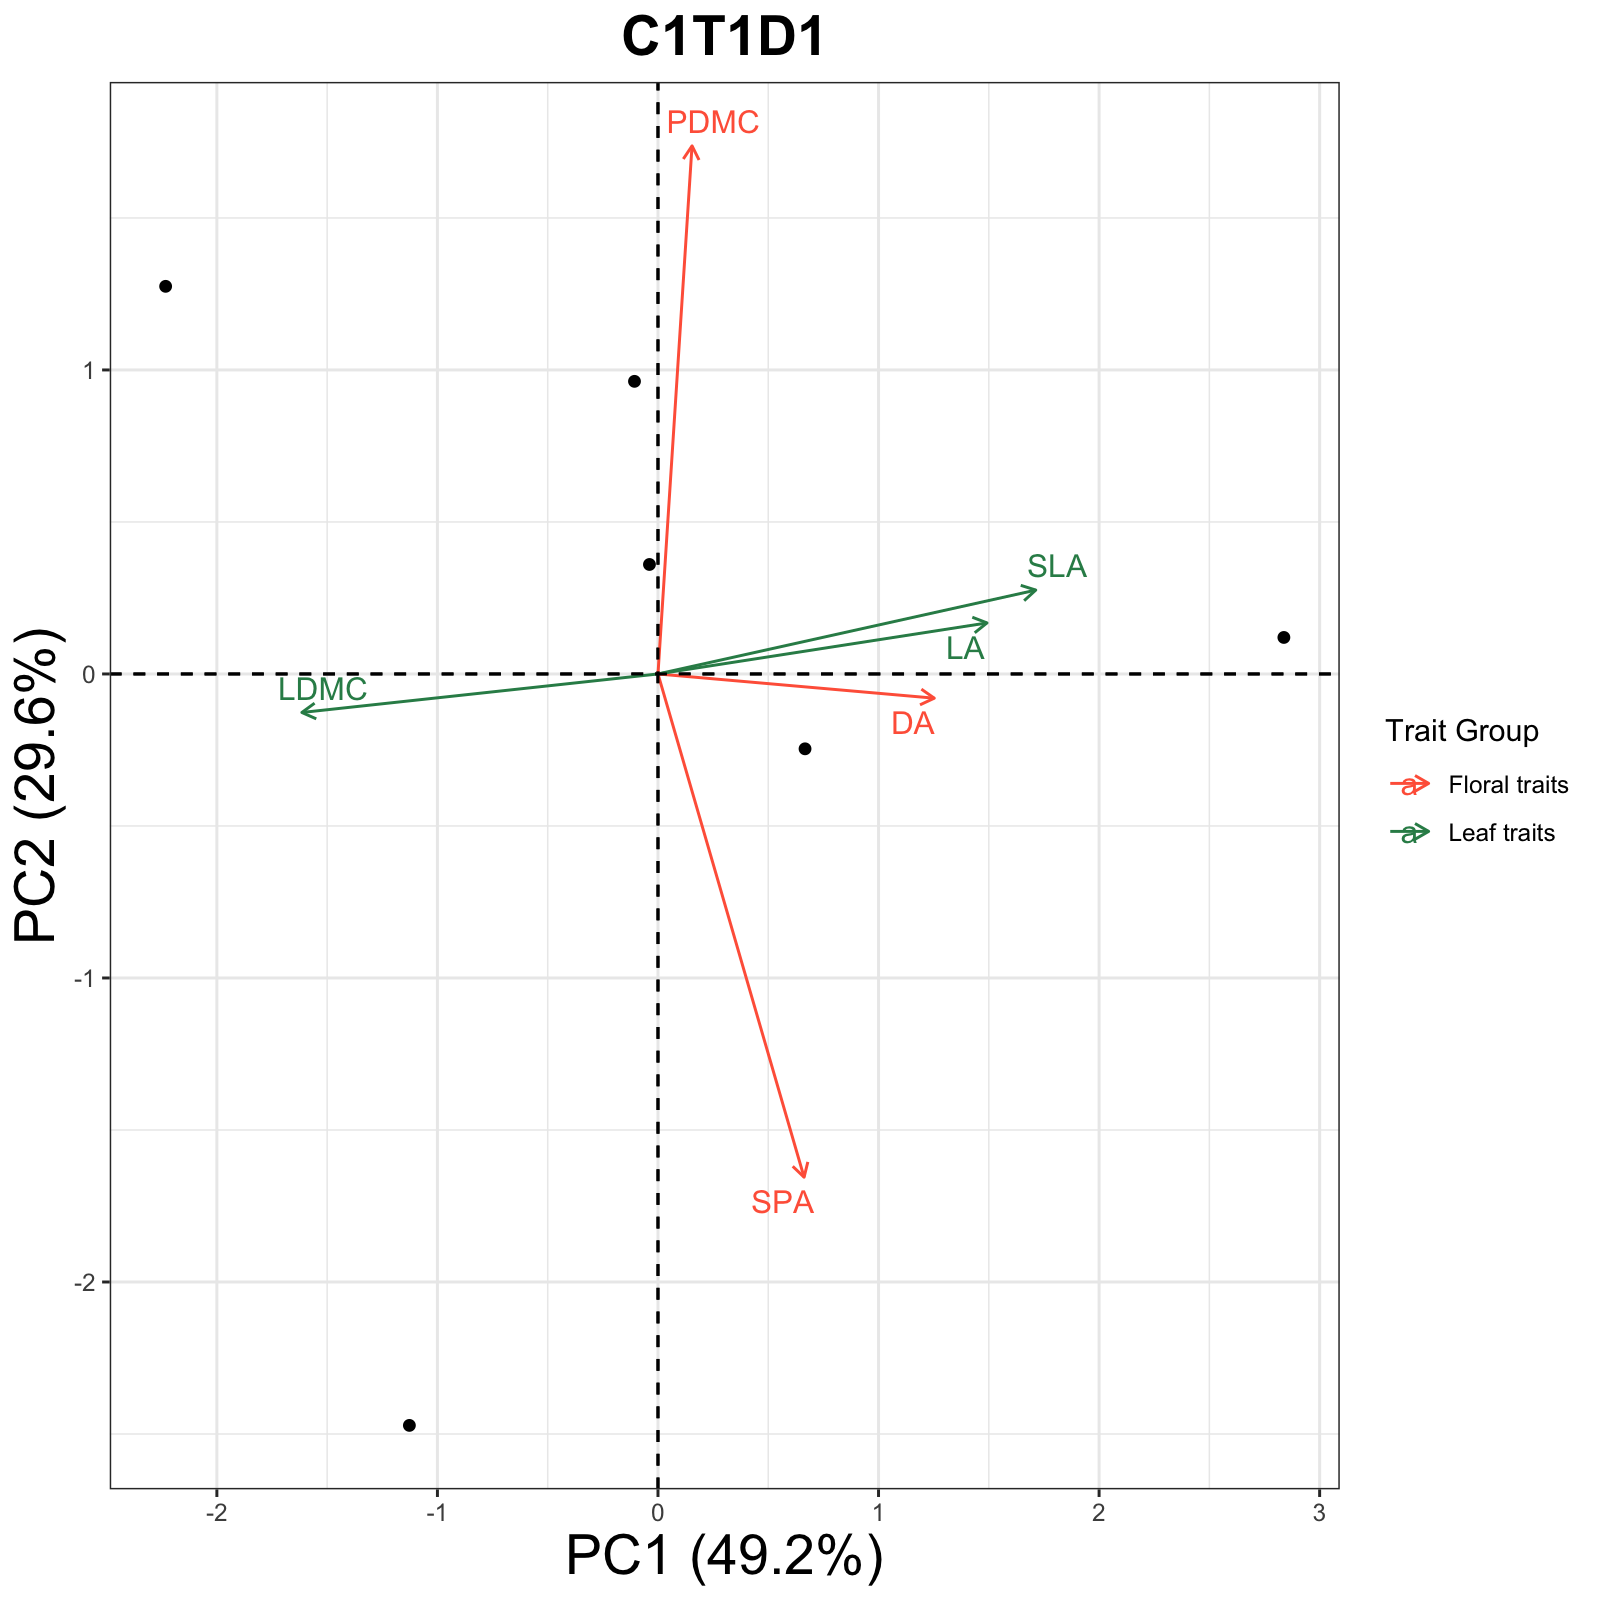 C1T1D1
PDMC
1
SLA
LA
0
LDMC
DA
PC2 (29.6%)
Trait Group
a Floral traits
a Leaf traits
-1
SPA
-2
-2 -1 0 1 2 3
PC1 (49.2%)